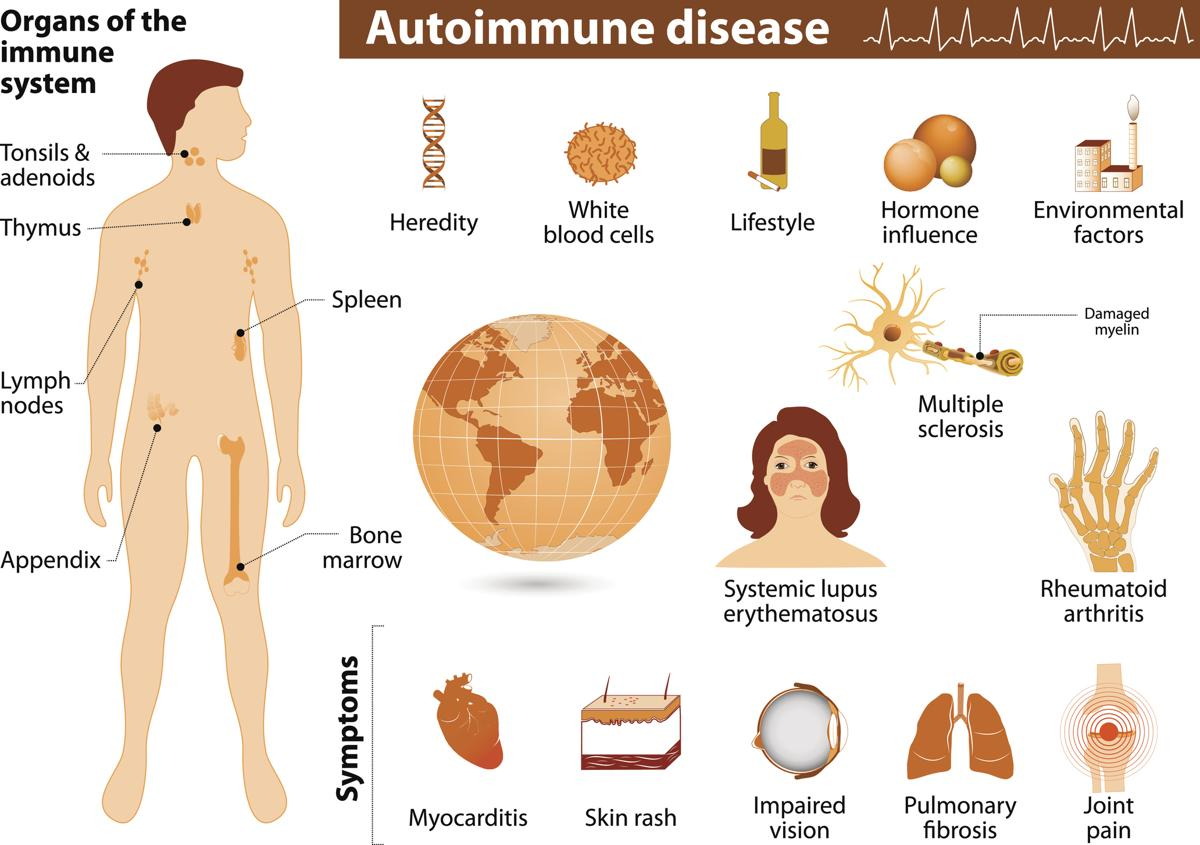 Organs of the
immune
system
Autoimmune disease
Tonsils &
adenoids
Thymus
Lymph
nodes
Appendix
Spleen
Bone
marrow
Heredity
White
blood cells
Lifestyle
Hormone
influence
Environmental
factors
Damaged
myelin
Multiple
sclerosis
Systemic lupus
erythematosus
Rheumatoid
arthritis
Symptoms
Myocarditis
Skin rash
Impaired
vision
Pulmonary
fibrosis
Joint
pain